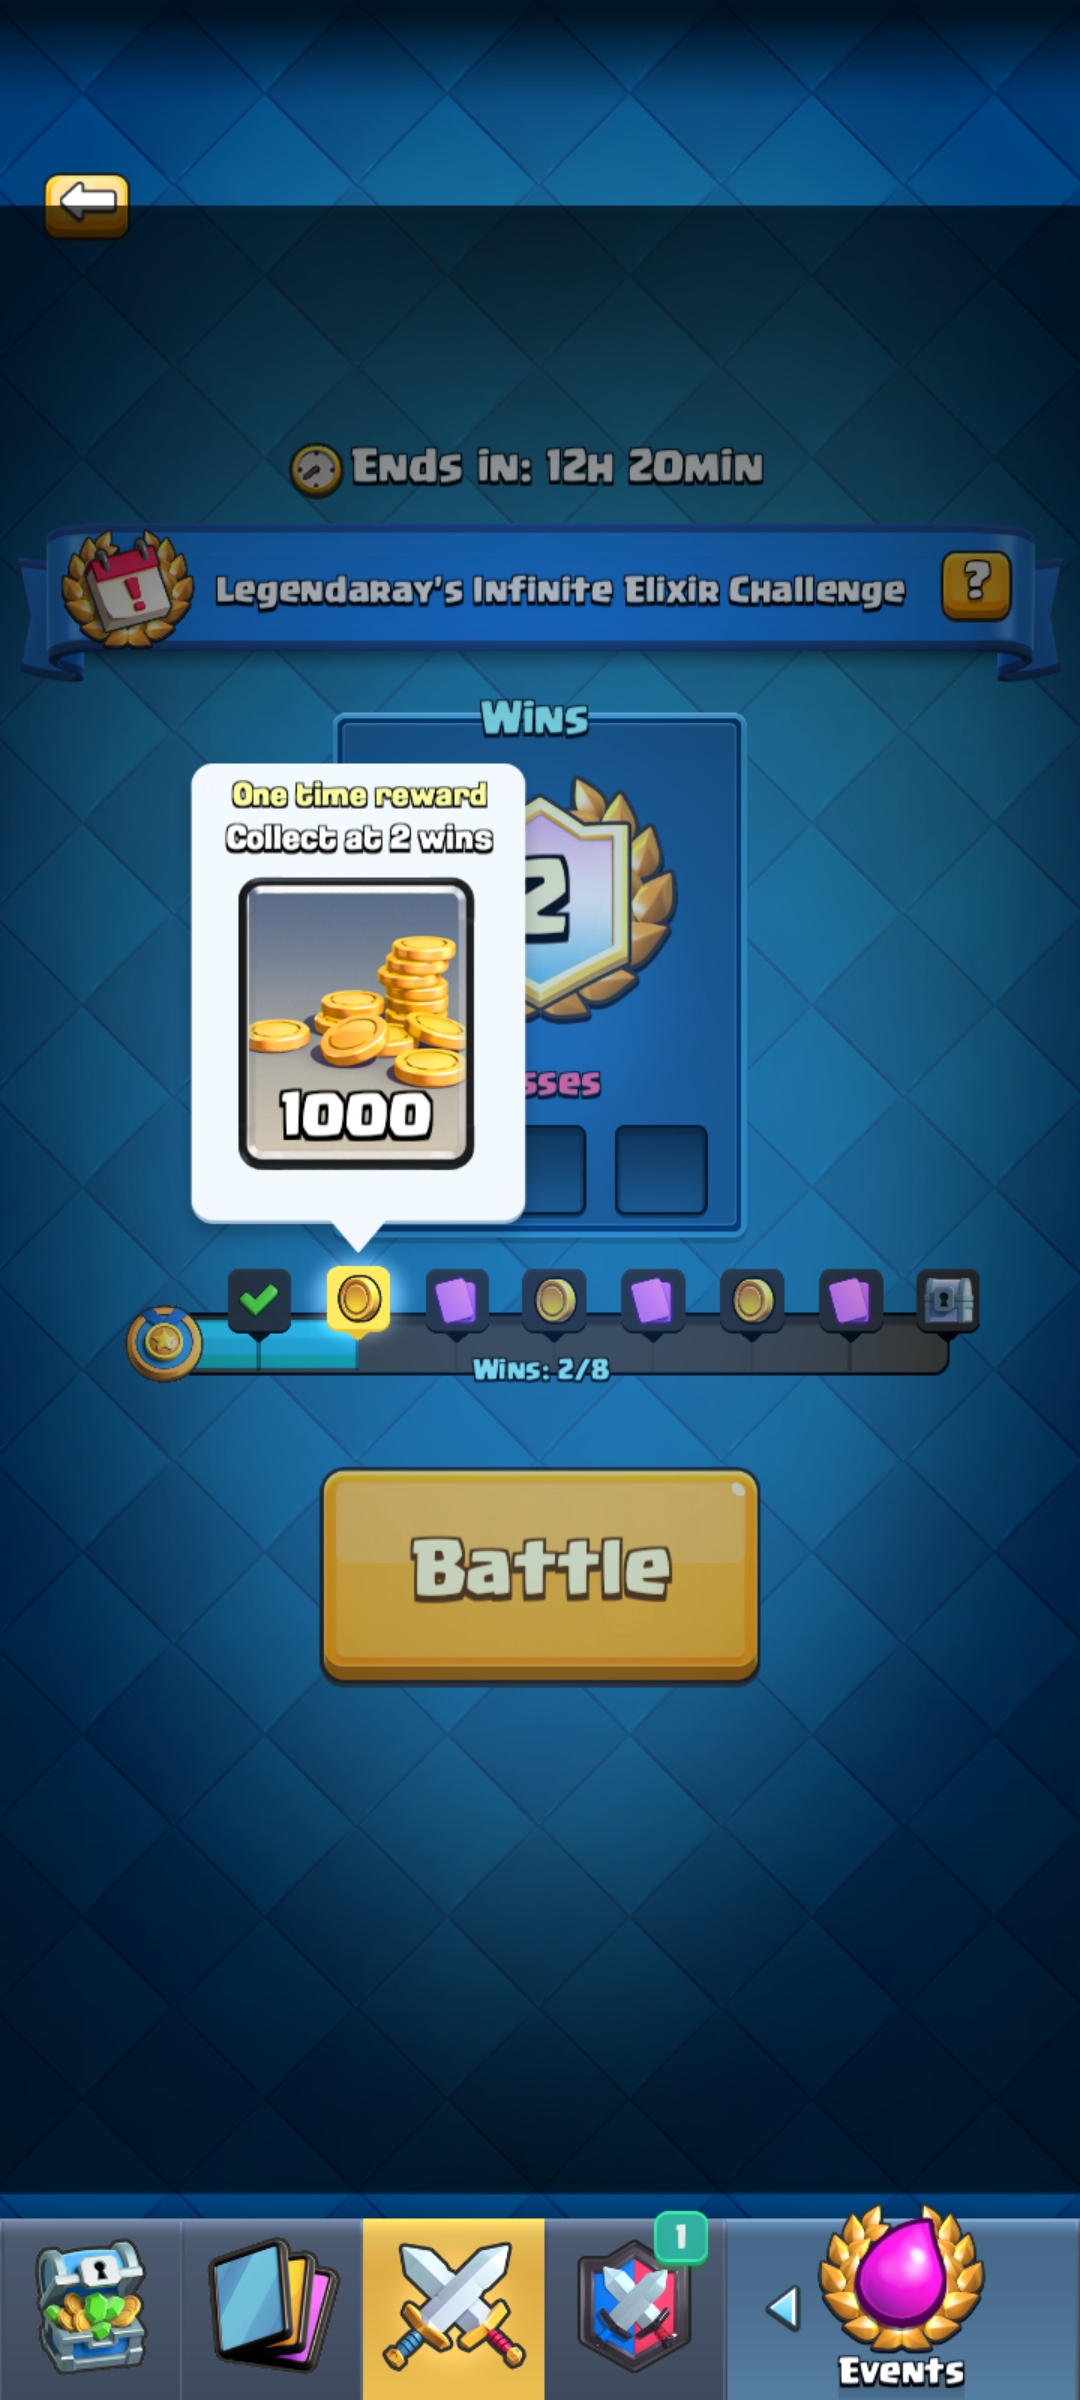 Ends in: 12h 20min
Legendaray's Infinite Elixir Challenge
?
Wins
One time reward
Collect at 2 wins
2
1000
Wins: 2/8
Battle
1
Events